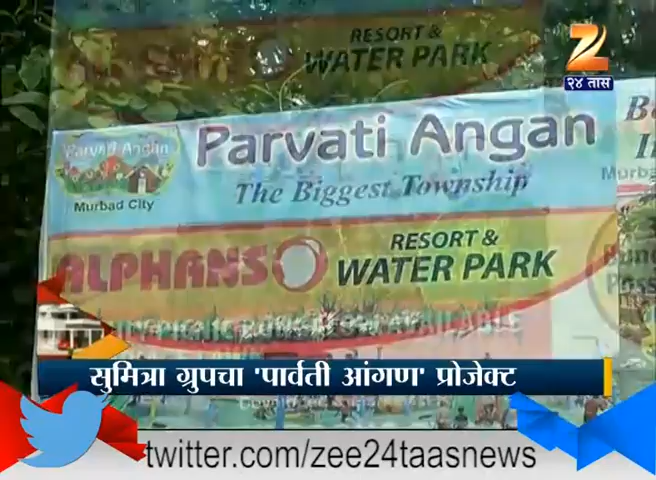 RESORT &
WATER PARK
२४ तास
Parvati Angan
Parvati Angan
The Biggest Township
Murbad City
Murbad
ALPHANSO
RESORT &
WATER PARK
AVAILABLE
सुमित्रा ग्रुपचा 'पार्वती आंगण' प्रोजेक्ट
twitter.com/zee24taasnews